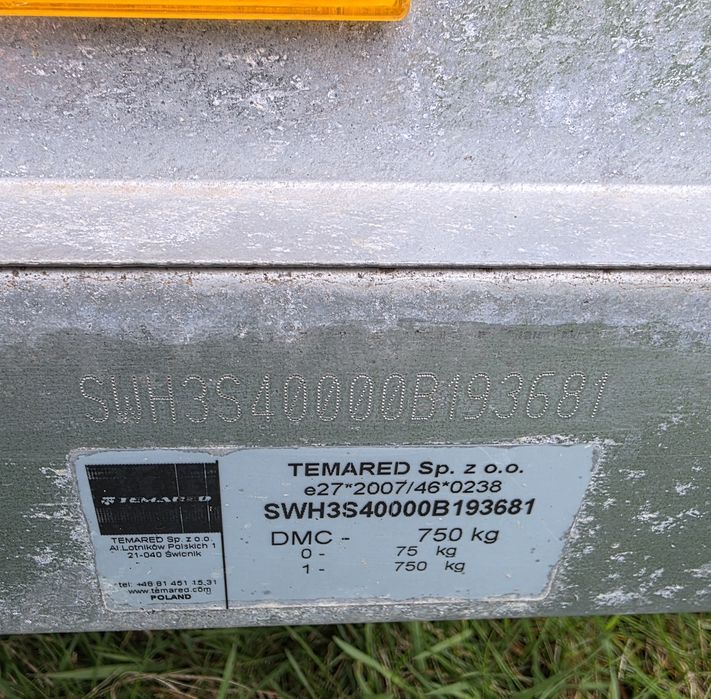 SWH3S40000B193681
TEMARED
TEMARED Sp. z o.o.
Al.Lotników Polskich 1
21-040 Świdnik
tel: +48 81 451 15 31
www.temared.com
POLAND
TEMARED Sp. z o.o.
e27*2007/46*0238
SWH3S40000B193681
DMC - 750 kg
0 - 75 kg
1 - 750 kg